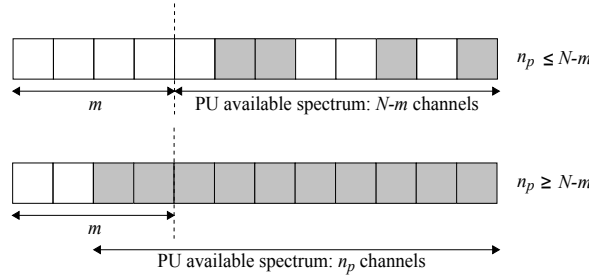 n_p ≤ N-m
m
PU available spectrum: N-m channels
n_p ≥ N-m
m
PU available spectrum: n_p channels